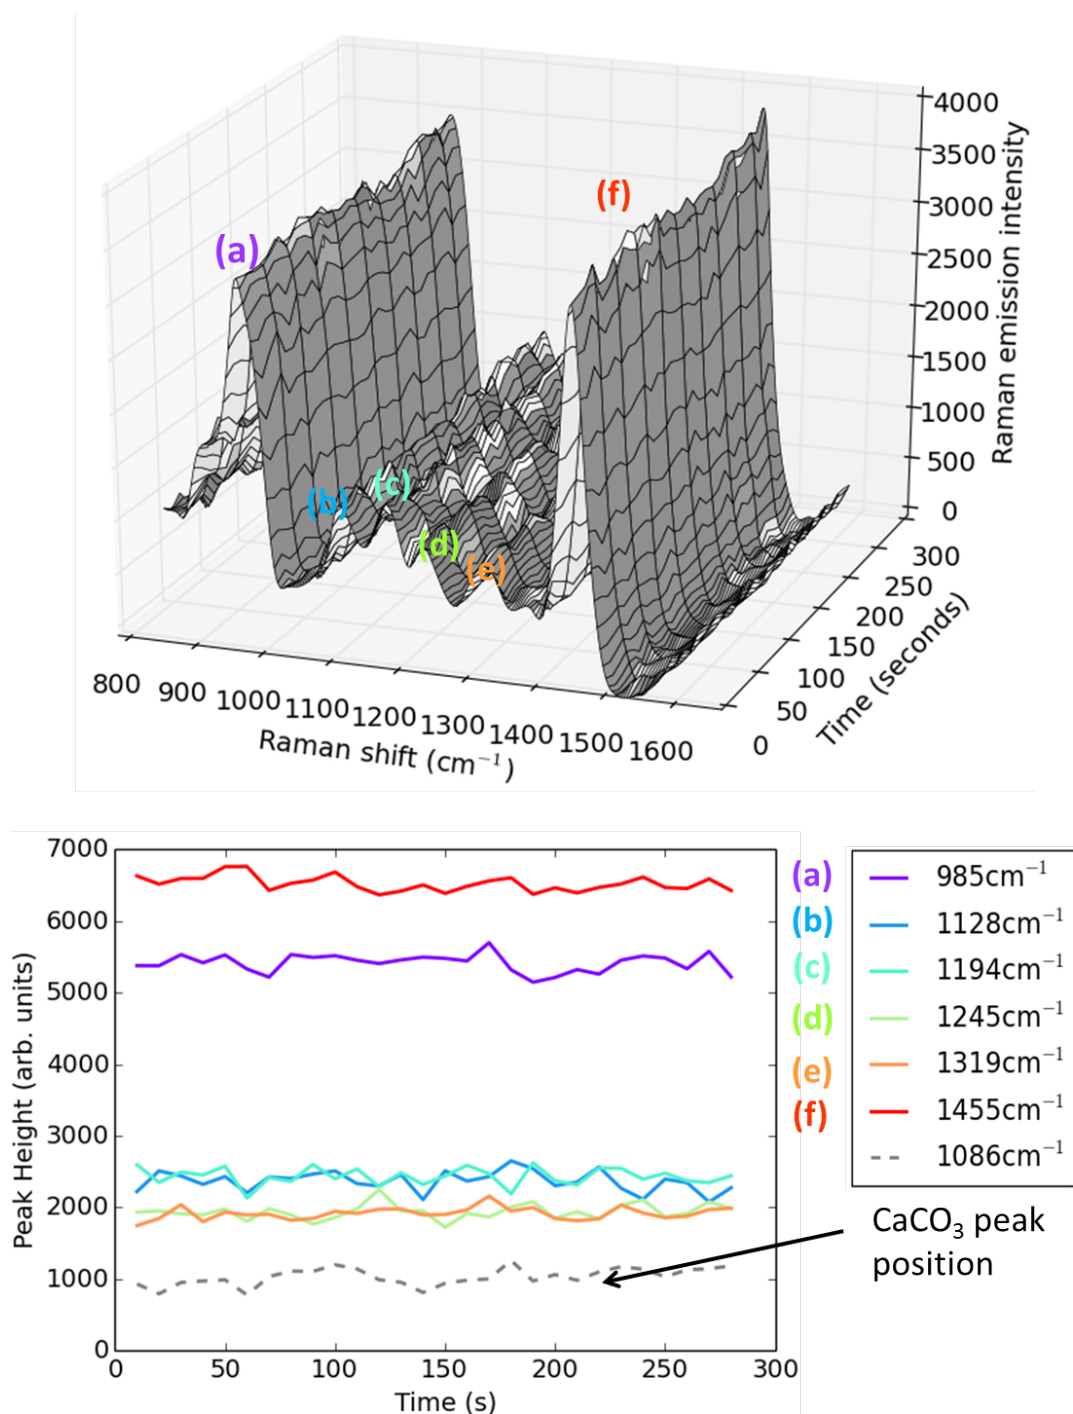 4000
3500
3000
2500
2000
1500
1000
500
0
Raman emission intensity
(a)
(f)
(b)
(c)
(d)
(e)
800 900 1000 1100 1200 1300 1400 1500 1600
Raman shift (cm⁻¹)
0 50 100 150 200 250 300
Time (seconds)
7000
6000
5000
4000
3000
2000
1000
0
Peak Height (arb. units)
0 50 100 150 200 250 300
Time (s)
(a) 985cm⁻¹
(b) 1128cm⁻¹
(c) 1194cm⁻¹
(d) 1245cm⁻¹
(e) 1319cm⁻¹
(f) 1455cm⁻¹
1086cm⁻¹
CaCO₃ peak
position